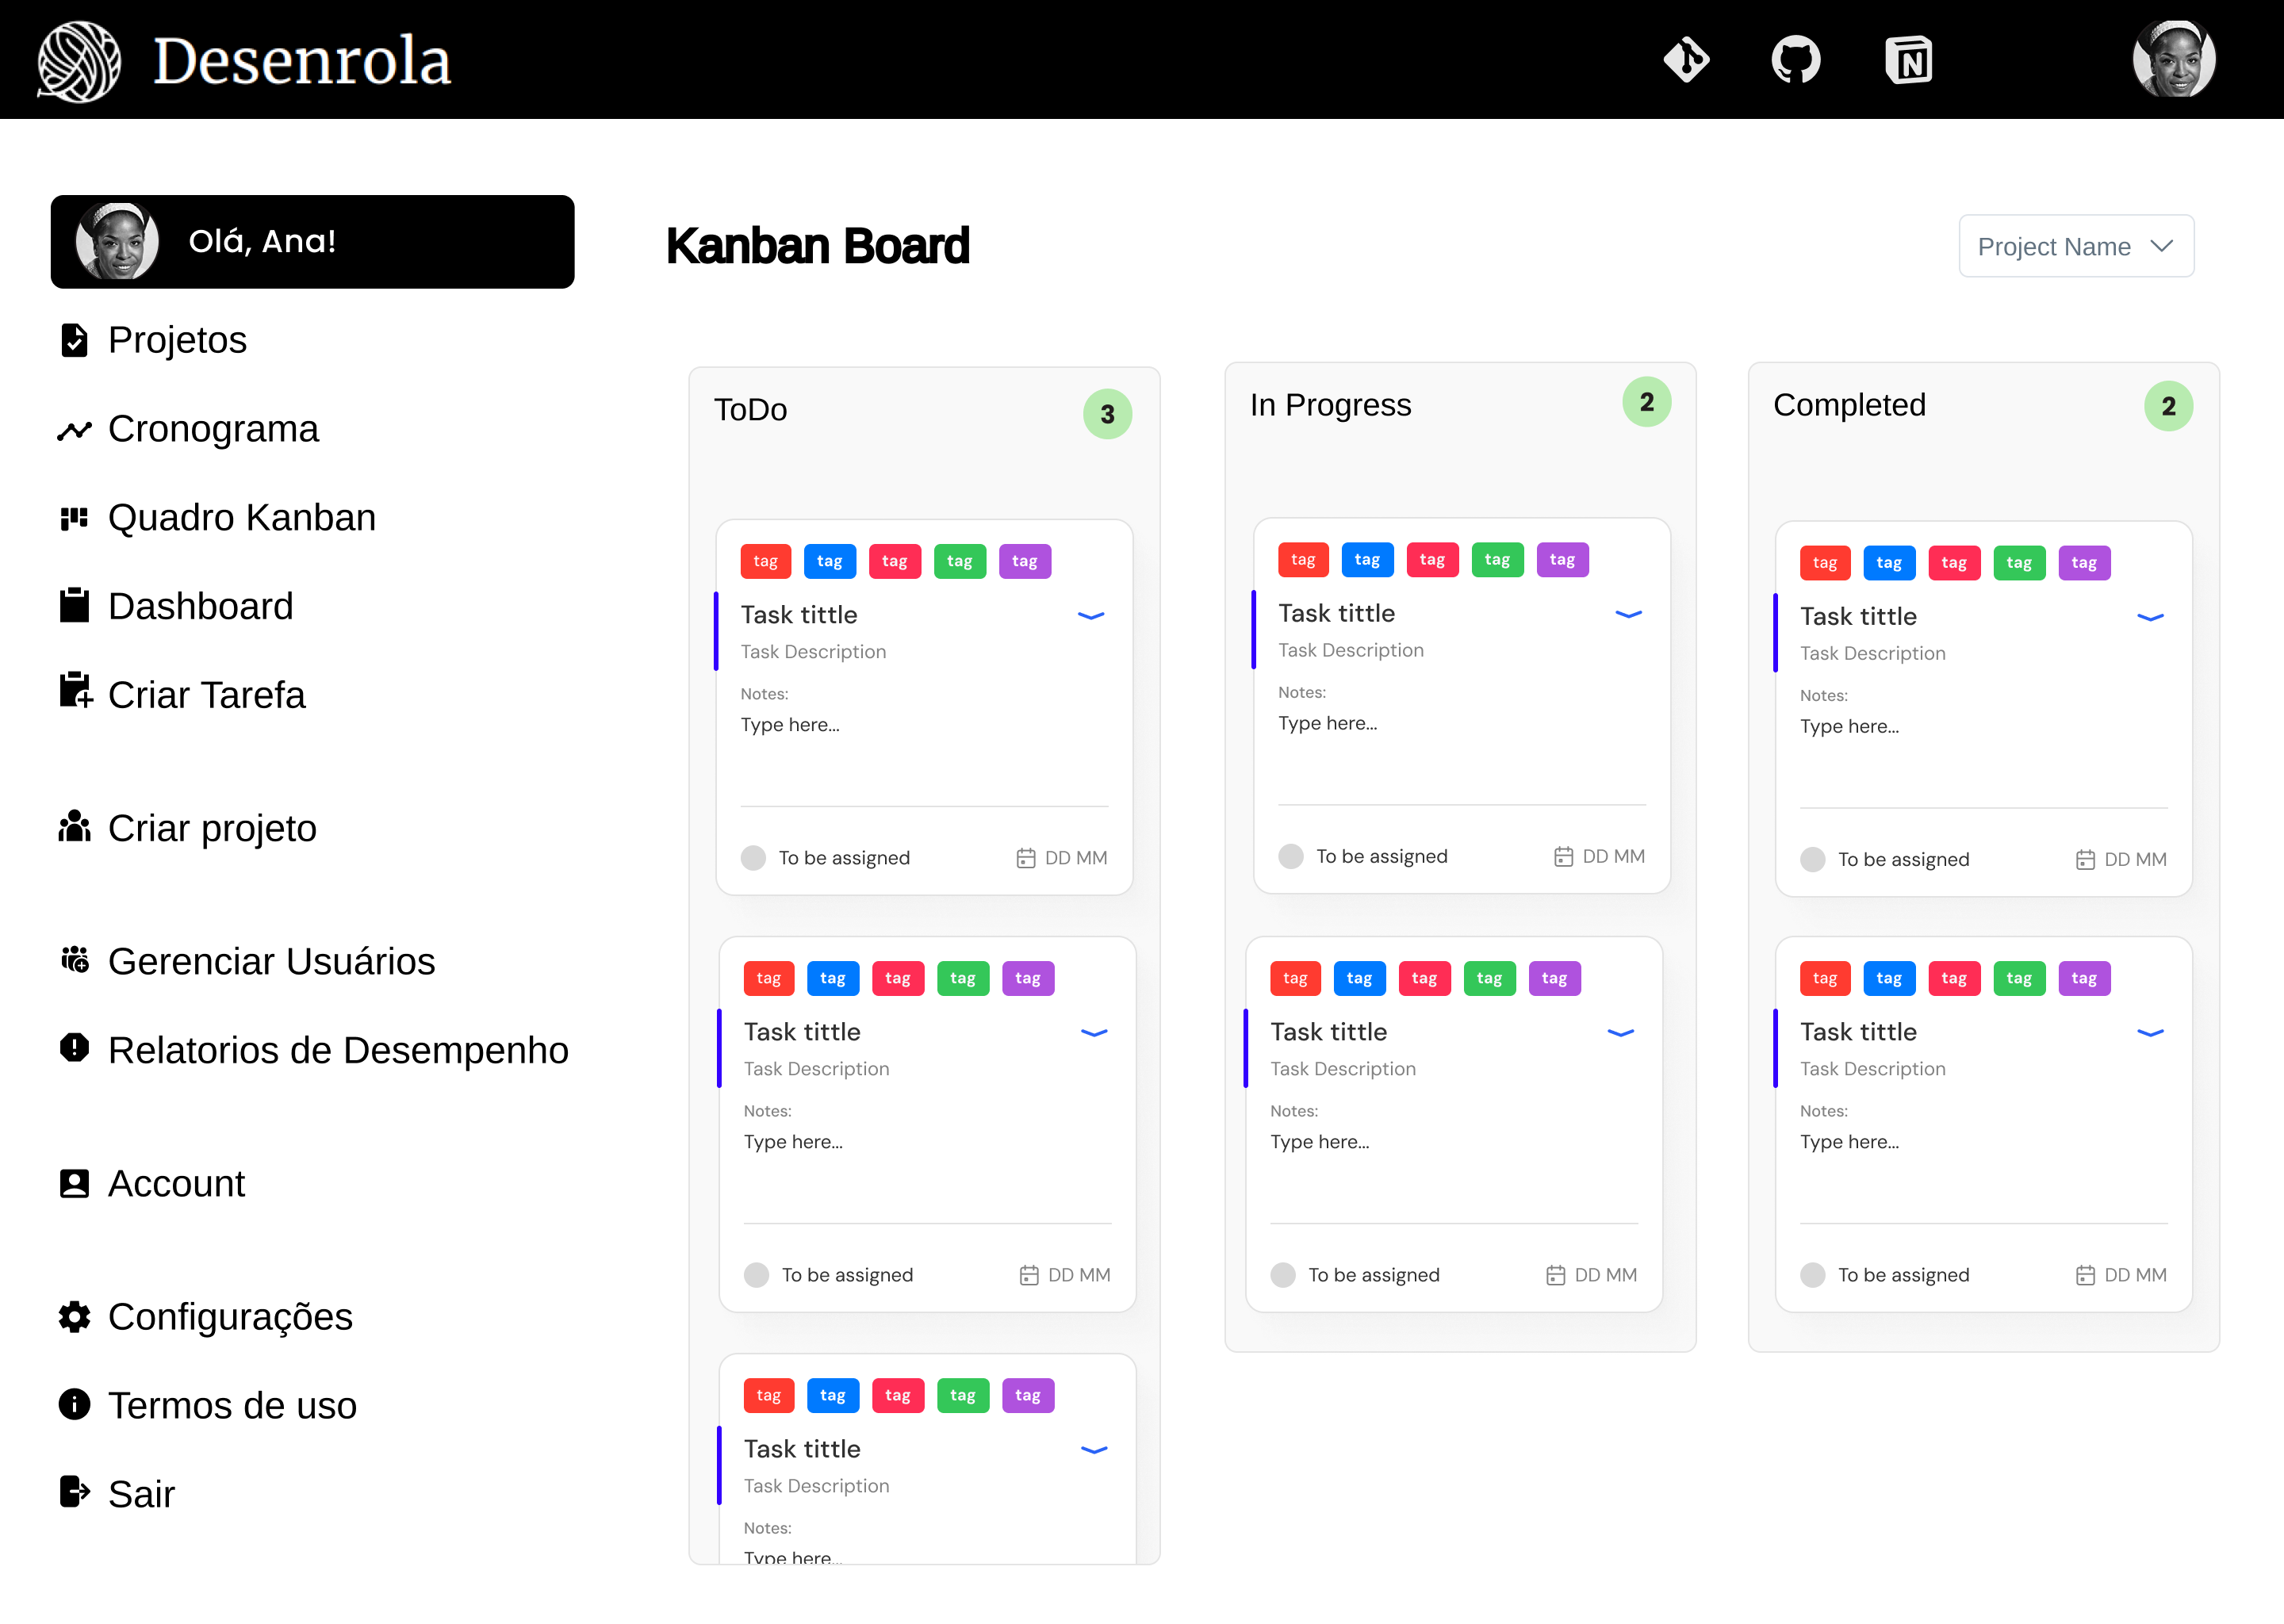 Desenrola
Olá, Ana!
Projetos
Cronograma
Quadro Kanban
Dashboard
Criar Tarefa
Criar projeto
Gerenciar Usuários
Relatorios de Desempenho
Account
Configurações
Termos de uso
Sair
Kanban Board
Project Name
ToDo
3
tag tag tag tag tag
Task tittle
Task Description
Notes:
Type here...
To be assigned DD MM
tag tag tag tag tag
Task tittle
Task Description
Notes:
Type here...
To be assigned DD MM
tag tag tag tag tag
Task tittle
Task Description
Notes:
Type here...
In Progress
2
tag tag tag tag tag
Task tittle
Task Description
Notes:
Type here...
To be assigned DD MM
tag tag tag tag tag
Task tittle
Task Description
Notes:
Type here...
To be assigned DD MM
Completed
2
tag tag tag tag tag
Task tittle
Task Description
Notes:
Type here...
To be assigned DD MM
tag tag tag tag tag
Task tittle
Task Description
Notes:
Type here...
To be assigned DD MM